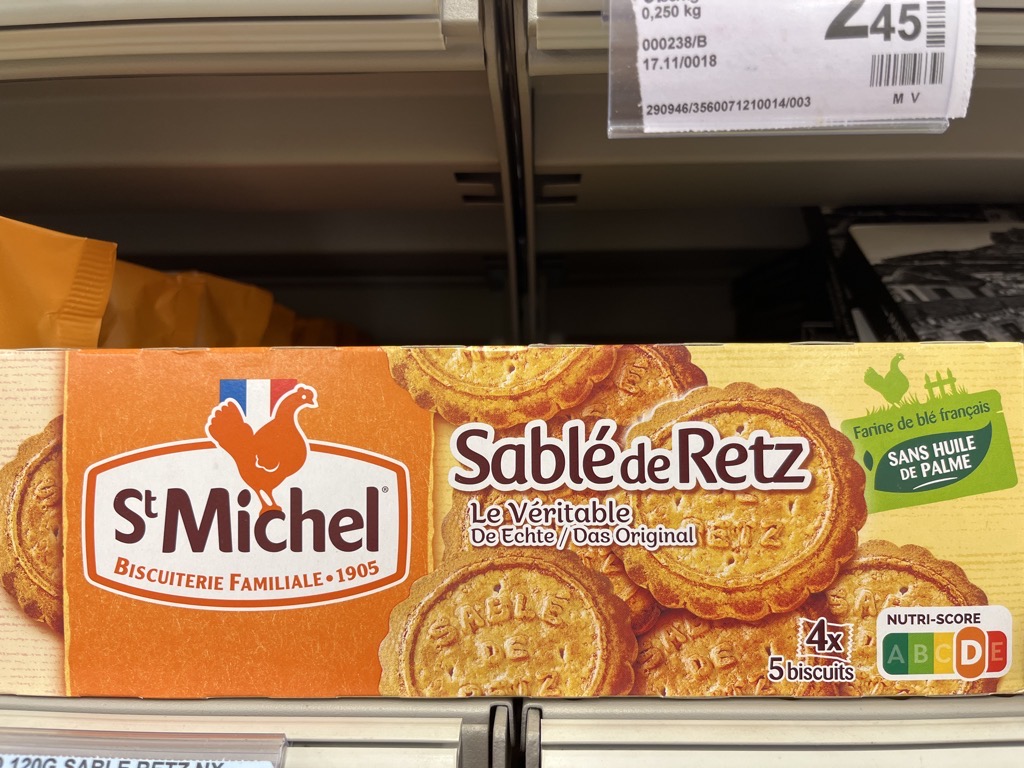 0,250 kg
000238/B
17.11/0018
290946/3560071210014/003
2 45
M V
St Michel®
BISCUITERIE FAMILIALE • 1905
Sablé de Retz
Le Véritable
De Echte / Das Original
Farine de blé français
SANS HUILE
DE PALME
SABLÉ
DE
RETZ
4x
5 biscuits
NUTRI-SCORE
A B C D E
120G SABLE RETZ NX